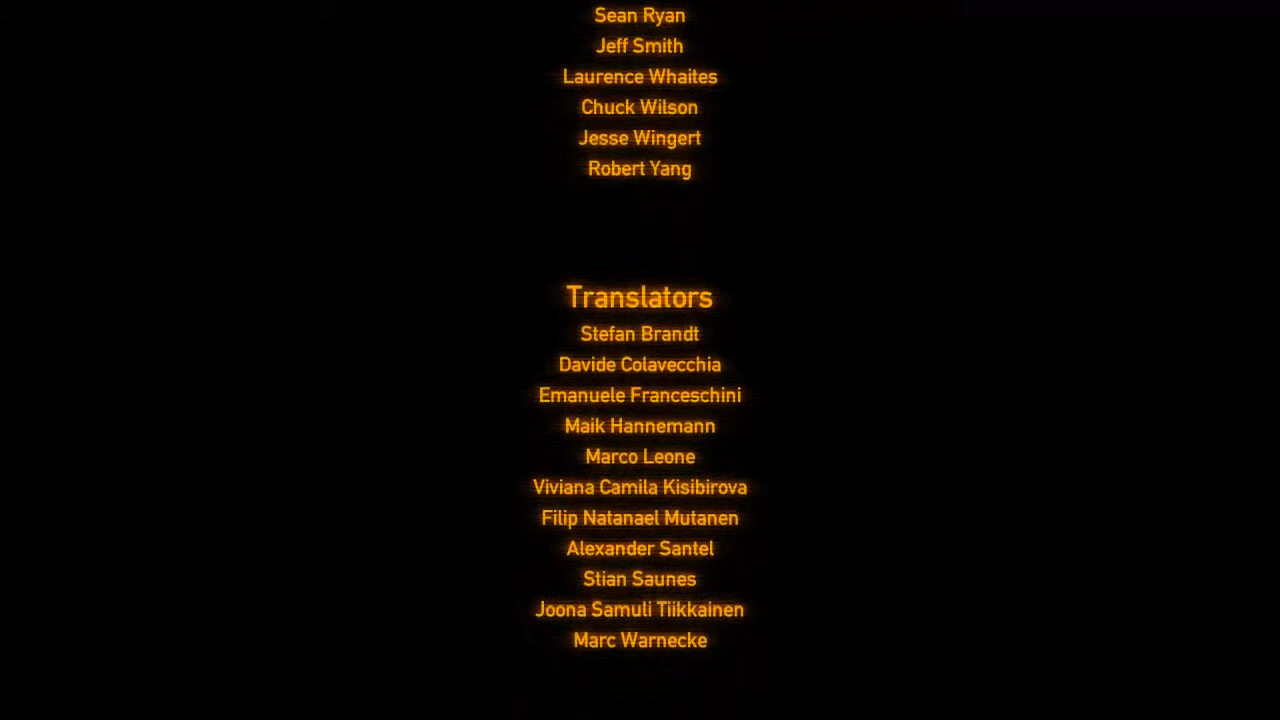 Sean Ryan
Jeff Smith
Laurence Whaites
Chuck Wilson
Jesse Wingert
Robert Yang
Translators
Stefan Brandt
Davide Colavecchia
Emanuele Franceschini
Maik Hannemann
Marco Leone
Viviana Camila Kisibirova
Filip Natanael Mutanen
Alexander Santel
Stian Saunes
Joona Samuli Tiikkainen
Marc Warnecke